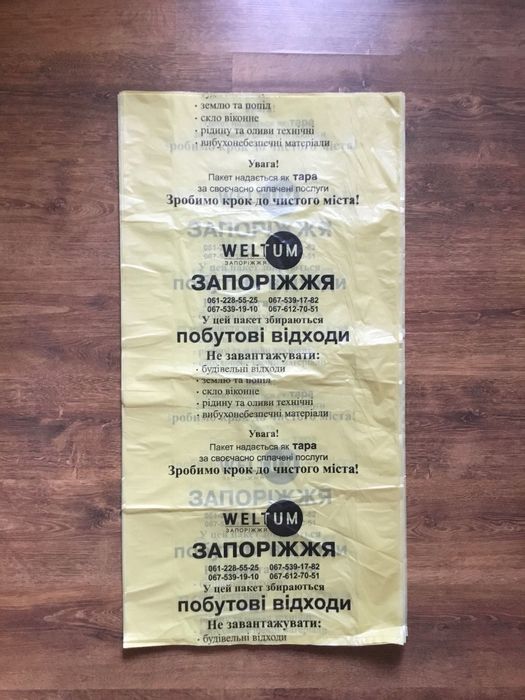 · землю та попіл
· скло віконне
· рідину та оливи технічні
· вибухонебезпечні матеріали
Увага!
Пакет надається як тара
за своєчасно сплачені послуги
Зробимо крок до чистого міста!
WELTUM
ЗАПОРІЖЖЯ
ЗАПОРІЖЖЯ
061-228-55-25 067-539-17-82
067-539-19-10 067-612-70-51
У цей пакет збираються
побутові відходи
Не завантажувати:
· будівельні відходи
· землю та попіл
· скло віконне
· рідину та оливи технічні
· вибухонебезпечні матеріали
Увага!
Пакет надається як тара
за своєчасно сплачені послуги
Зробимо крок до чистого міста!
WELTUM
ЗАПОРІЖЖЯ
ЗАПОРІЖЖЯ
061-228-55-25 067-539-17-82
067-539-19-10 067-612-70-51
У цей пакет збираються
побутові відходи
Не завантажувати:
· будівельні відходи